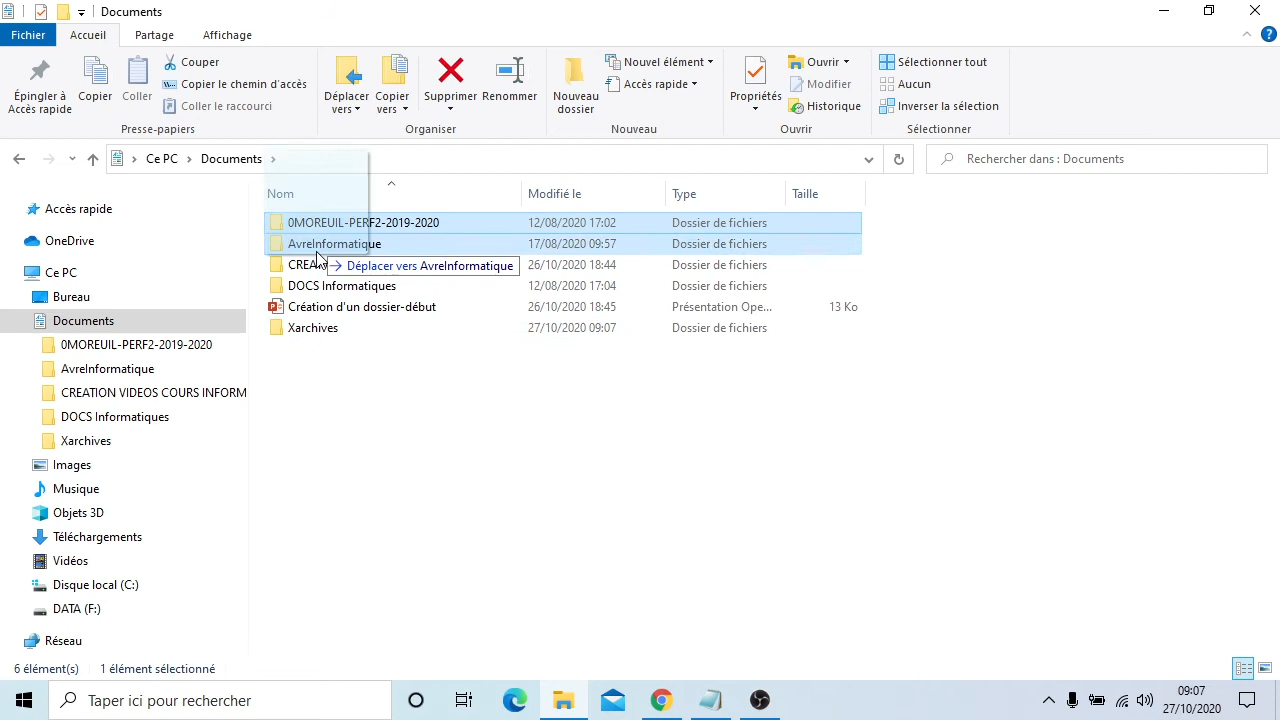 Documents
Fichier Accueil Partage Affichage
Épingler à Accès rapide
Copier
Coller
Couper
Copier le chemin d'accès
Coller le raccourci
Presse-papiers
Déplacer vers
Copier vers
Supprimer
Renommer
Organiser
Nouveau dossier
Nouvel élément
Accès rapide
Nouveau
Propriétés
Ouvrir
Modifier
Historique
Ouvrir
Sélectionner tout
Aucun
Inverser la sélection
Sélectionner
Ce PC Documents
Rechercher dans : Documents
Nom Modifié le Type Taille
0MOREUIL-PERF2-2019-2020 12/08/2020 17:02 Dossier de fichiers
AvreInformatique 17/08/2020 09:57 Dossier de fichiers
CREA 26/10/2020 18:44 Dossier de fichiers
Déplacer vers AvreInformatique
DOCS Informatiques 12/08/2020 17:04 Dossier de fichiers
Création d'un dossier-début 26/10/2020 18:45 Présentation Ope... 13 Ko
Xarchives 27/10/2020 09:07 Dossier de fichiers
Accès rapide
OneDrive
Ce PC
Bureau
Documents
0MOREUIL-PERF2-2019-2020
AvreInformatique
CREATION VIDEOS COURS INFORM
DOCS Informatiques
Xarchives
Images
Musique
Objets 3D
Téléchargements
Vidéos
Disque local (C:)
DATA (F:)
Réseau
6 élément(s) 1 élément sélectionné
Taper ici pour rechercher
09:07
27/10/2020